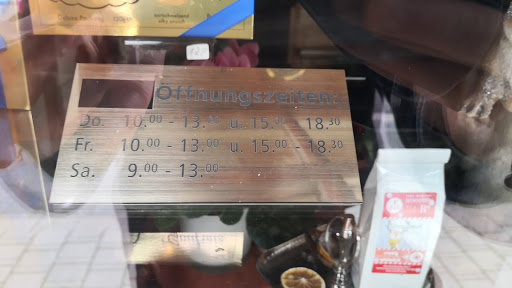 Öffnungszeiten:
Do. 10.00 - 13.00 u. 15.00 - 18.30
Fr. 10.00 - 13.00 u. 15.00 - 18.30
Sa. 9.00 - 13.00